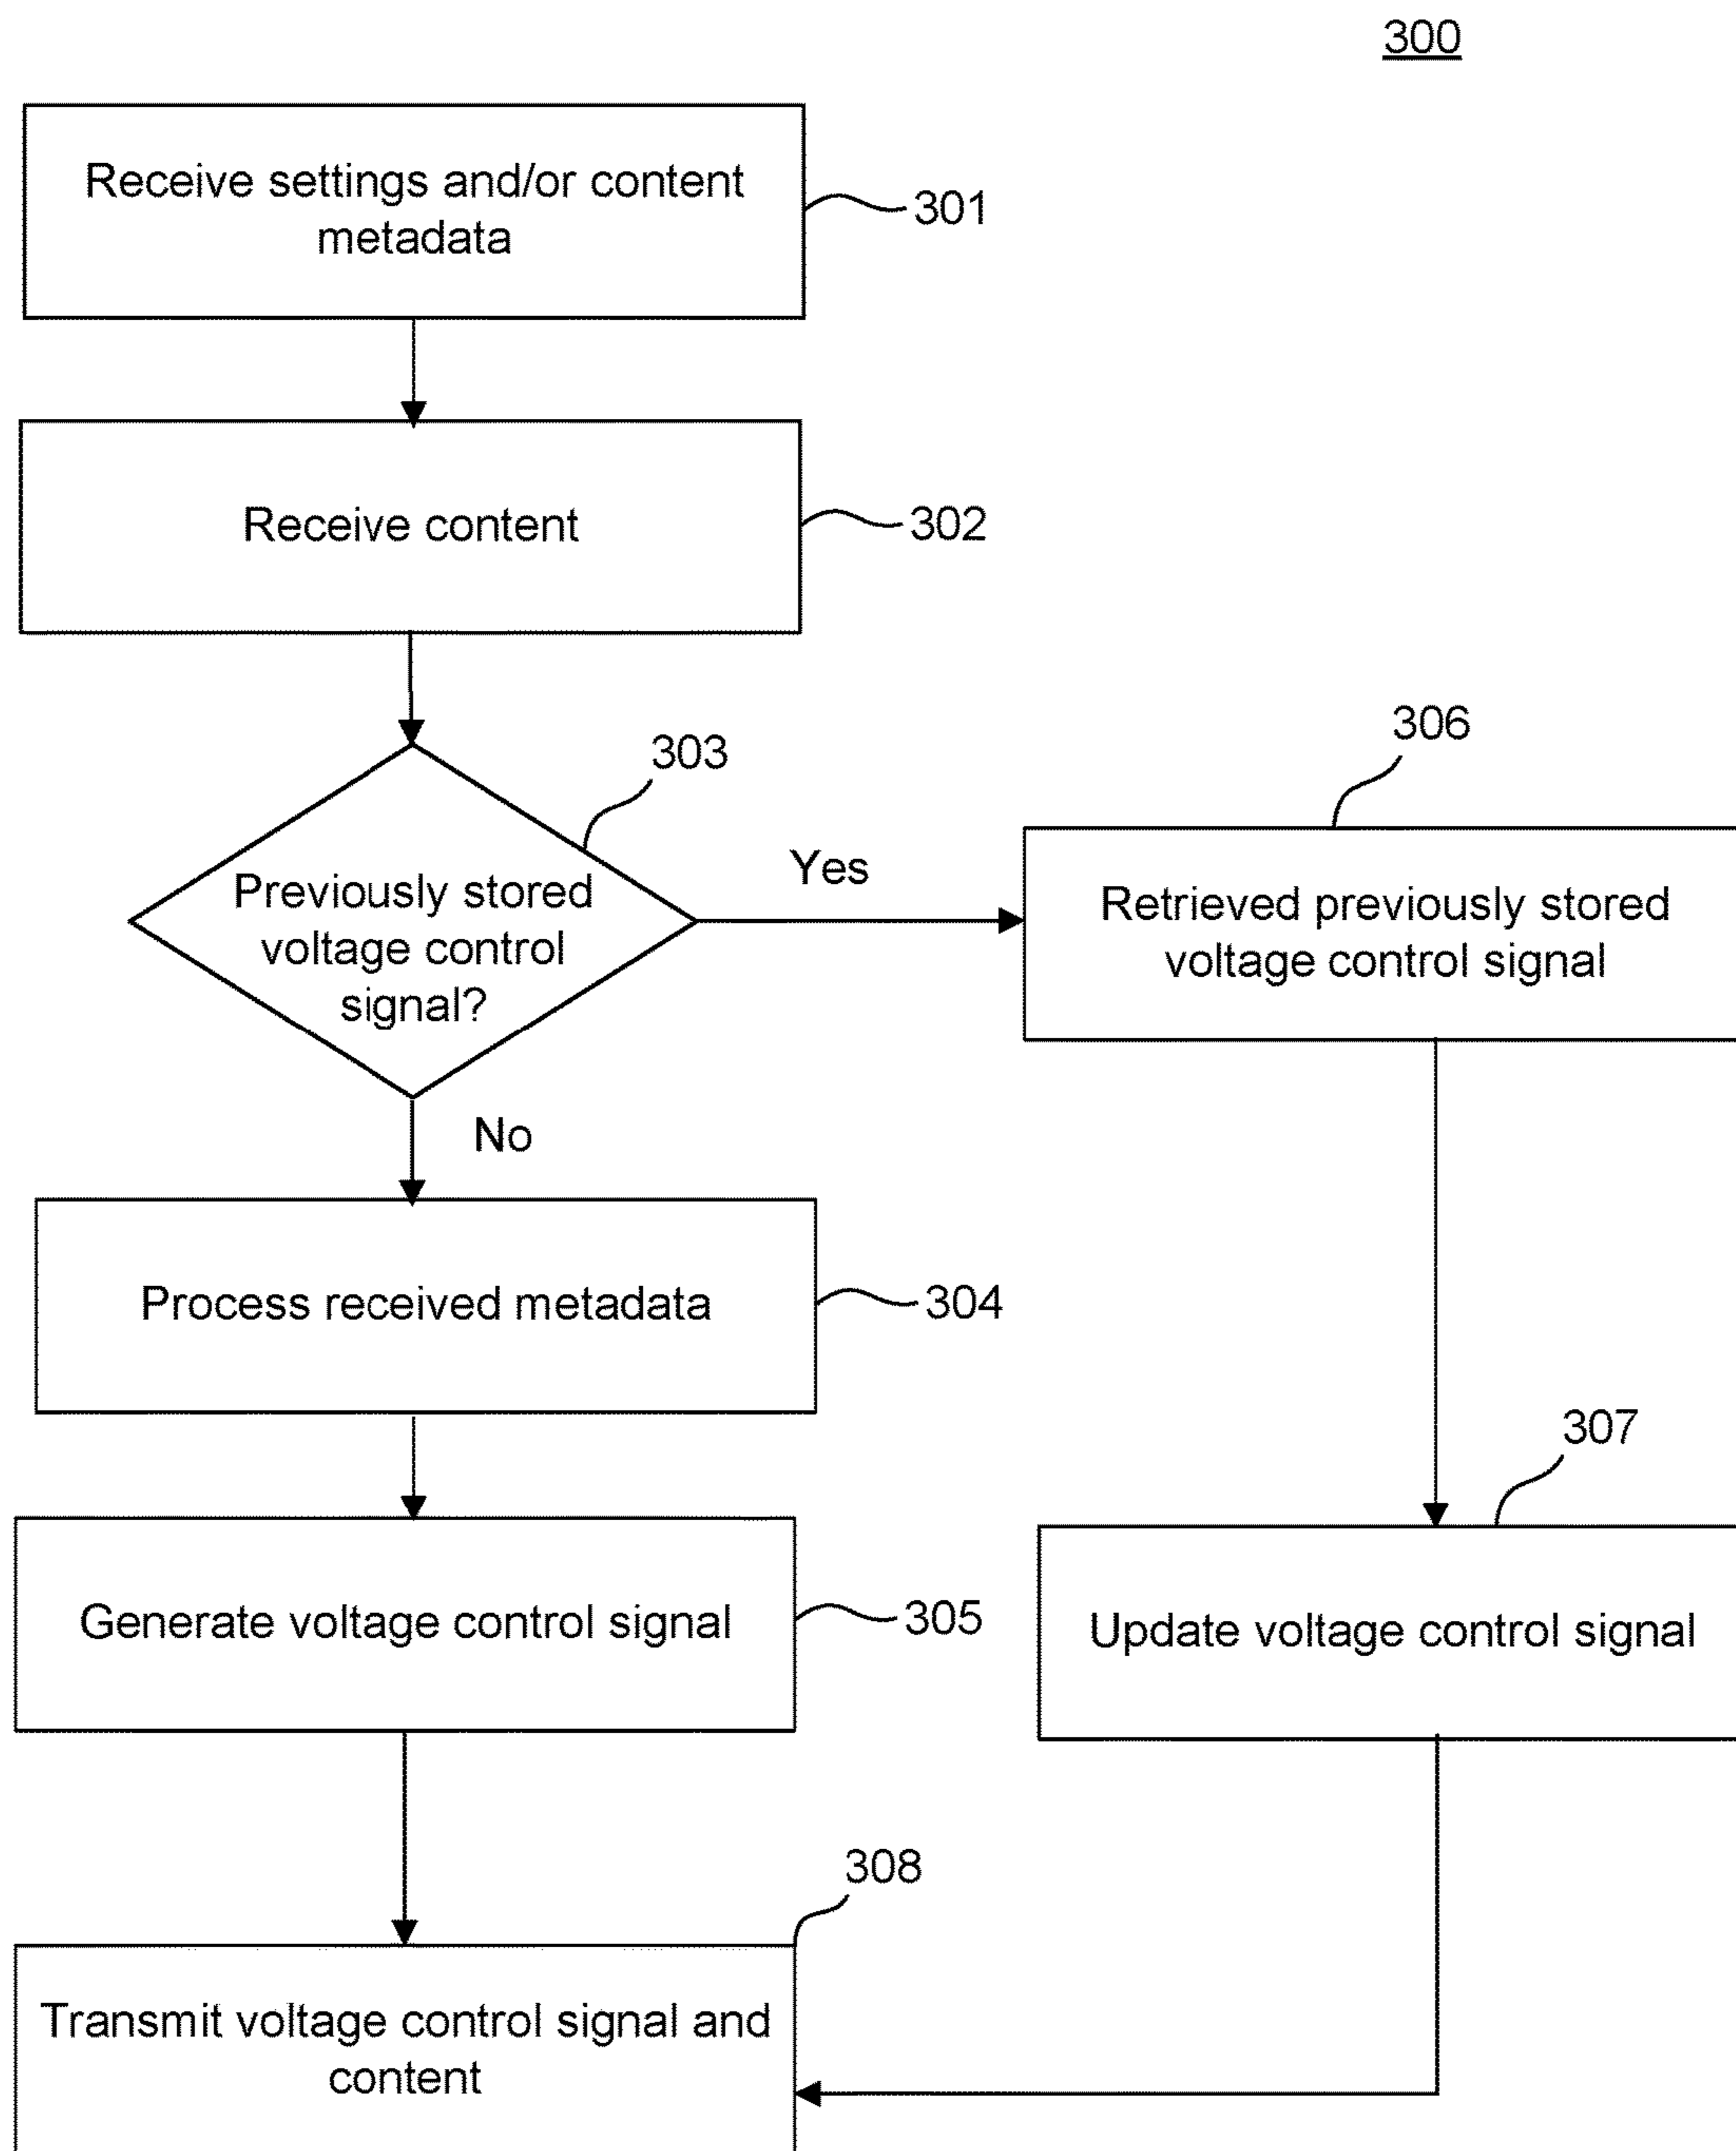 300
Receive settings and/or content
metadata
301
Receive content
302
303
Previously stored
voltage control
signal?
Yes
306
Retrieved previously stored
voltage control signal
No
Process received metadata
304
307
Generate voltage control signal
305
Update voltage control signal
308
Transmit voltage control signal and
content